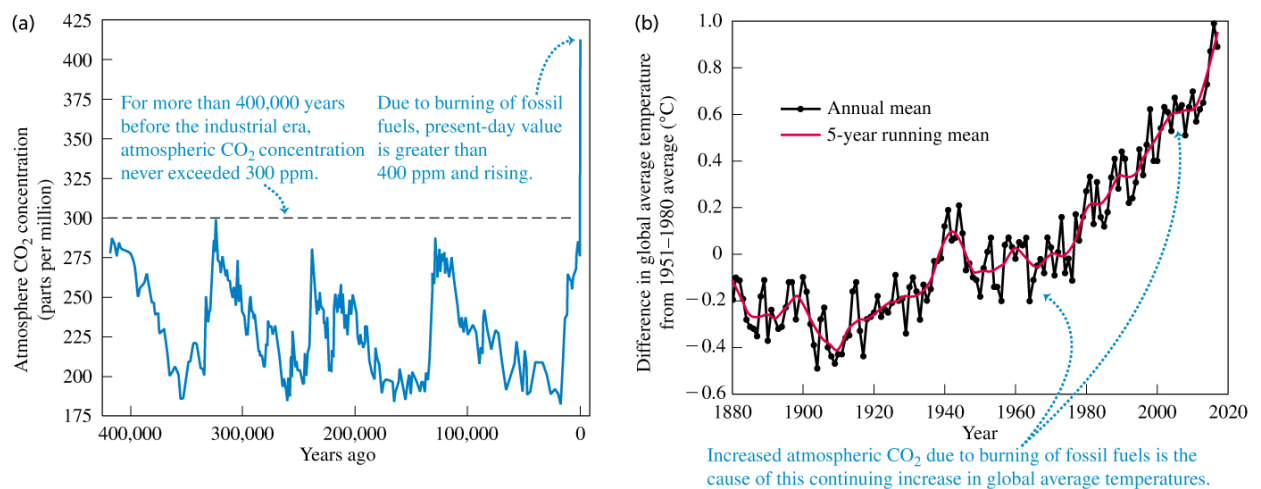 (a)
Atmosphere CO₂ concentration
(parts per million)
425
400
375
350
325
300
275
250
225
200
175
For more than 400,000 years
before the industrial era,
atmospheric CO₂ concentration
never exceeded 300 ppm.
Due to burning of fossil
fuels, present-day value
is greater than
400 ppm and rising.
400,000
300,000
200,000
100,000
0
Years ago
(b)
Difference in global average temperature
from 1951–1980 average (°C)
1.0
0.8
0.6
0.4
0.2
0
−0.2
−0.4
−0.6
Annual mean
5-year running mean
1880
1900
1920
1940
1960
1980
2000
2020
Year
Increased atmospheric CO₂ due to burning of fossil fuels is the
cause of this continuing increase in global average temperatures.